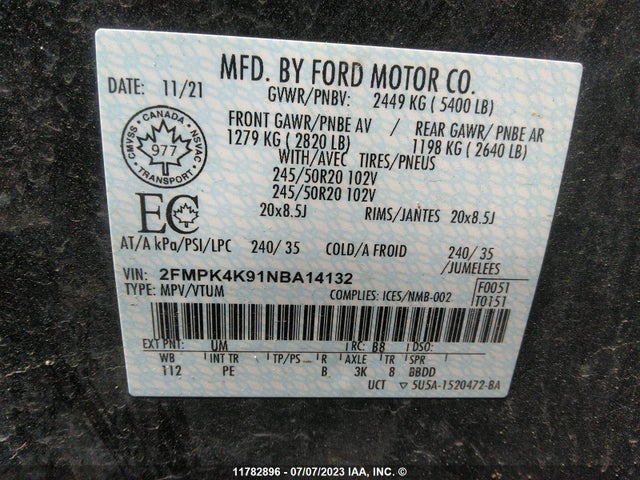 MFD. BY FORD MOTOR CO.
DATE: 11/21
GVWR/PNBV: 2449 KG ( 5400 LB)
FRONT GAWR/PNBE AV / REAR GAWR/ PNBE AR
1279 KG ( 2820 LB) 1198 KG ( 2640 LB)
WITH/AVEC TIRES/PNEUS
245/50R20 102V
245/50R20 102V
20x8.5J RIMS/JANTES 20x8.5J
CANADA
CMVSS NSVAC
977
TRANSPORT
EC
AT/A kPa/PSI/LPC 240/ 35 COLD/A FROID 240/ 35
/JUMELEES
VIN: 2FMPK4K91NBA14132
F0051
TYPE: MPV/VTUM COMPLIES: ICES/NMB-002 T0151
EXT PNT: UM RC: B8 DSO:
WB INT TR TP/PS R AXLE TR SPR
112 PE B 3K 8 BBDD
UCT ▽ 5U5A-1520472-BA
11782896 - 07/07/2023 IAA, INC. ©